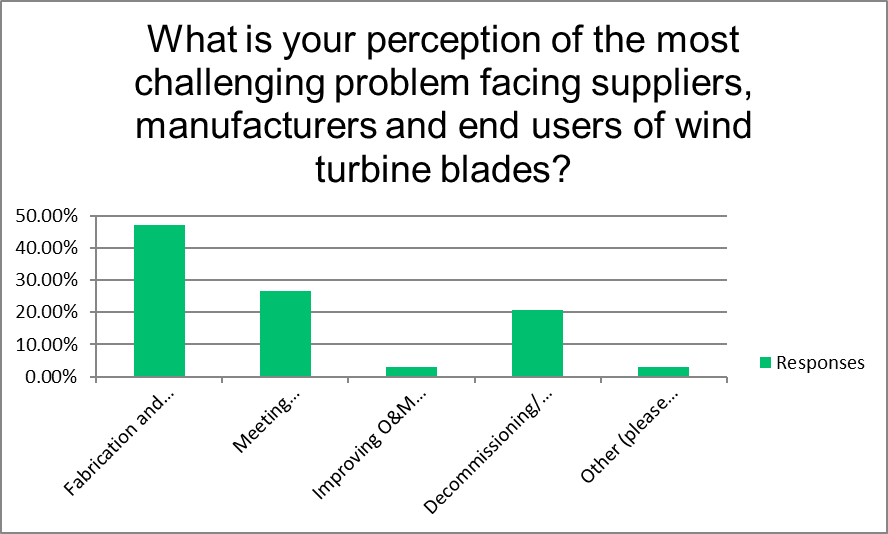 What is your perception of the most
challenging problem facing suppliers,
manufacturers and end users of wind
turbine blades?
50.00%
40.00%
30.00%
20.00%
10.00%
0.00%
Fabrication and...
Meeting...
Improving O&M...
Decommissioning/...
Other (please...
Responses